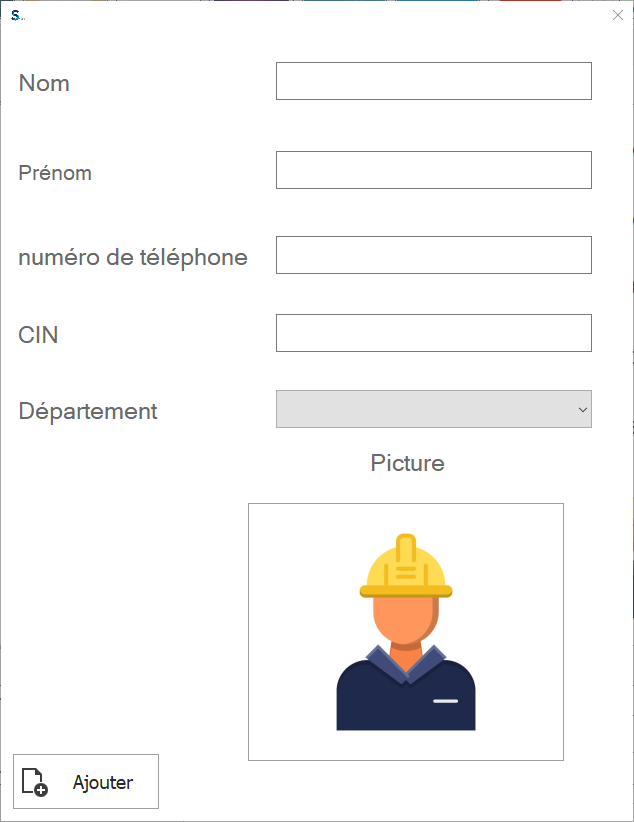 S..
Nom
Prénom
numéro de téléphone
CIN
Département
Picture
Ajouter